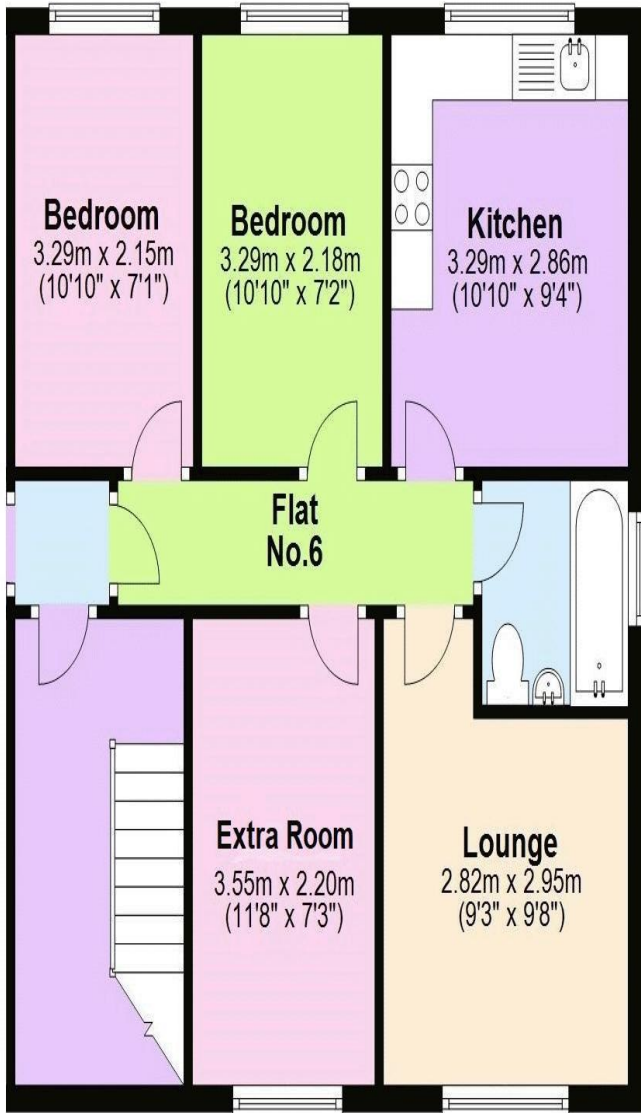 Bedroom
3.29m x 2.15m
(10'10" x 7'1")
Bedroom
3.29m x 2.18m
(10'10" x 7'2")
Kitchen
3.29m x 2.86m
(10'10" x 9'4")
Flat
No.6
Extra Room
3.55m x 2.20m
(11'8" x 7'3")
Lounge
2.82m x 2.95m
(9'3" x 9'8")